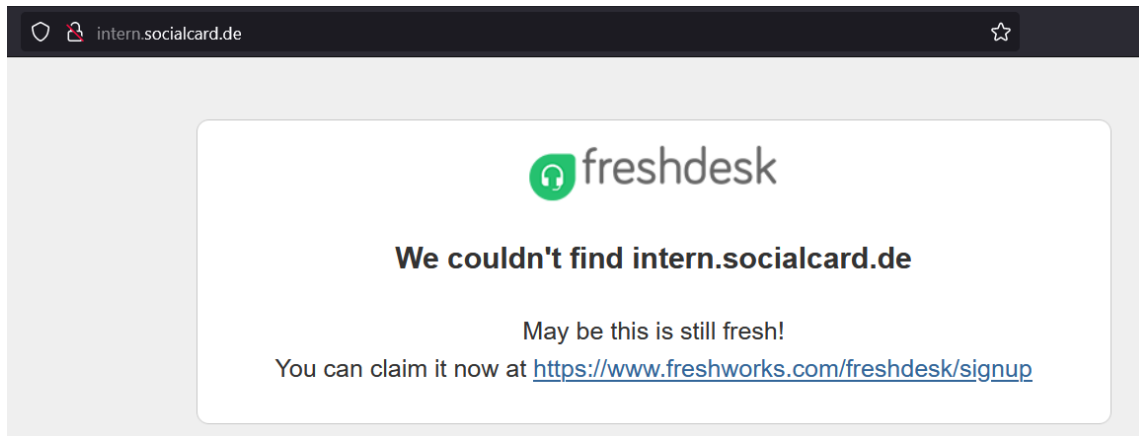 intern.socialcard.de
freshdesk
We couldn't find intern.socialcard.de
May be this is still fresh!
You can claim it now at https://www.freshworks.com/freshdesk/signup